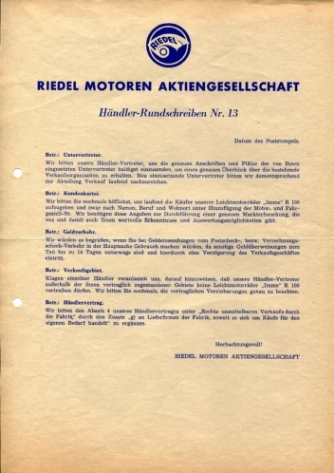 RIEDEL
RIEDEL MOTOREN AKTIENGESELLSCHAFT
Händler-Rundschreiben Nr. 13
Datum des Poststempels.
Betr.: Untervertreter.
Wir bitten unsere Händler-Vertreter, uns die genauen Anschriften und Plätze der von Ihnen
eingesetzten Untervertreter baldigst einzusenden, um einen genauen Überblick über die bestehende
Verkaufsorganisation zu erhalten. Neu einzusetzende Untervertreter bitten wir dementsprechend
der Abteilung Verkauf laufend nachzuweisen.
Betr.: Kundenkartei.
Wir bitten Sie nochmals höflichst, uns laufend die Käufer unserer Leichtmotorräder „Imme“ R 100
aufzugeben und zwar nach Namen, Beruf und Wohnort unter Hinzufügung der Motor- und Fahr-
gestell-Nr. Wir benötigen diese Angaben zur Durchführung einer genauen Marktforschung, die
uns und damit auch Ihnen wertvolle Erkenntnisse und Auswertungsmöglichkeiten gibt.
Betr.: Geldverkehr.
Wir würden es begrüßen, wenn Sie bei Geldeinsendungen vom Postscheck-, bezw. Verrechnungs-
scheck-Verkehr in der Hauptsache Gebrauch machen würden, da sonstige Geldüberweisungen zum
Teil bis zu 14 Tagen unterwegs sind und hierdurch eine Verzögerung des Verkaufsgeschäftes
eintritt.
Betr.: Verkaufsgebiet.
Klagen einzelner Händler veranlassen uns, darauf hinzuweisen, daß unsere Händler-Vertreter
außerhalb der ihnen vertraglich zugestandenen Gebiete keine Leichtmotorräder „Imme“ R 100
vertreiben dürfen. Wir bitten Sie nochmals, die vertraglichen Vereinbarungen genau zu beachten.
Betr.: Händlervertrag.
Wir bitten den Absatz 4 unseres Händlervertrages unter „Rechte unmittelbaren Verkaufs durch
die Fabrik“ durch den Zusatz „g) an Lieferfirmen der Fabrik, soweit es sich um Käufe für den
eigenen Bedarf handelt“ zu ergänzen.
Hochachtungsvoll!
RIEDEL MOTOREN AKTIENGESELLSCHAFT